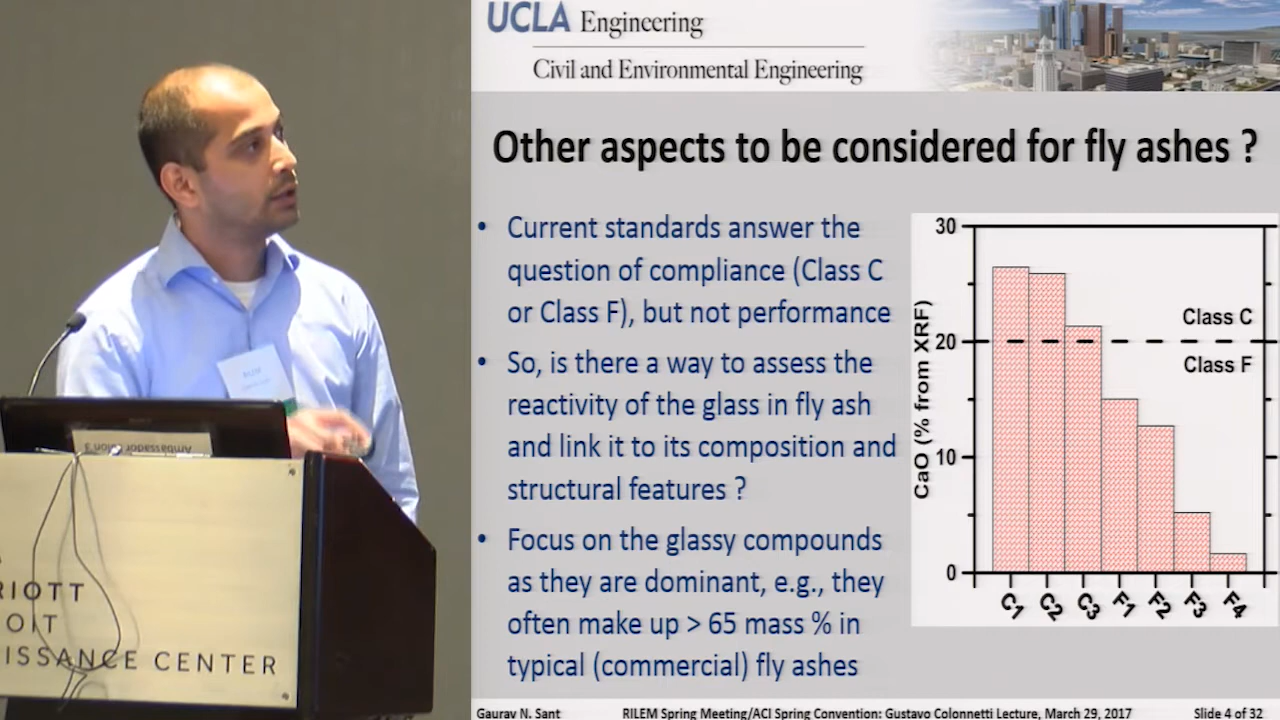 UCLA Engineering
Civil and Environmental Engineering
Other aspects to be considered for fly ashes ?
• Current standards answer the
question of compliance (Class C
or Class F), but not performance
• So, is there a way to assess the
reactivity of the glass in fly ash
and link it to its composition and
structural features ?
• Focus on the glassy compounds
as they are dominant, e.g., they
often make up > 65 mass % in
typical (commercial) fly ashes
CaO (% from XRF)
30
20
10
0
Class C
Class F
C1 C2 C3 F1 F2 F3 F4
Gaurav N. Sant RILEM Spring Meeting/ACI Spring Convention: Gustavo Colonnetti Lecture, March 29, 2017 Slide 4 of 32
RIOTT
OIT
ISSANCE CENTER
Ambassador